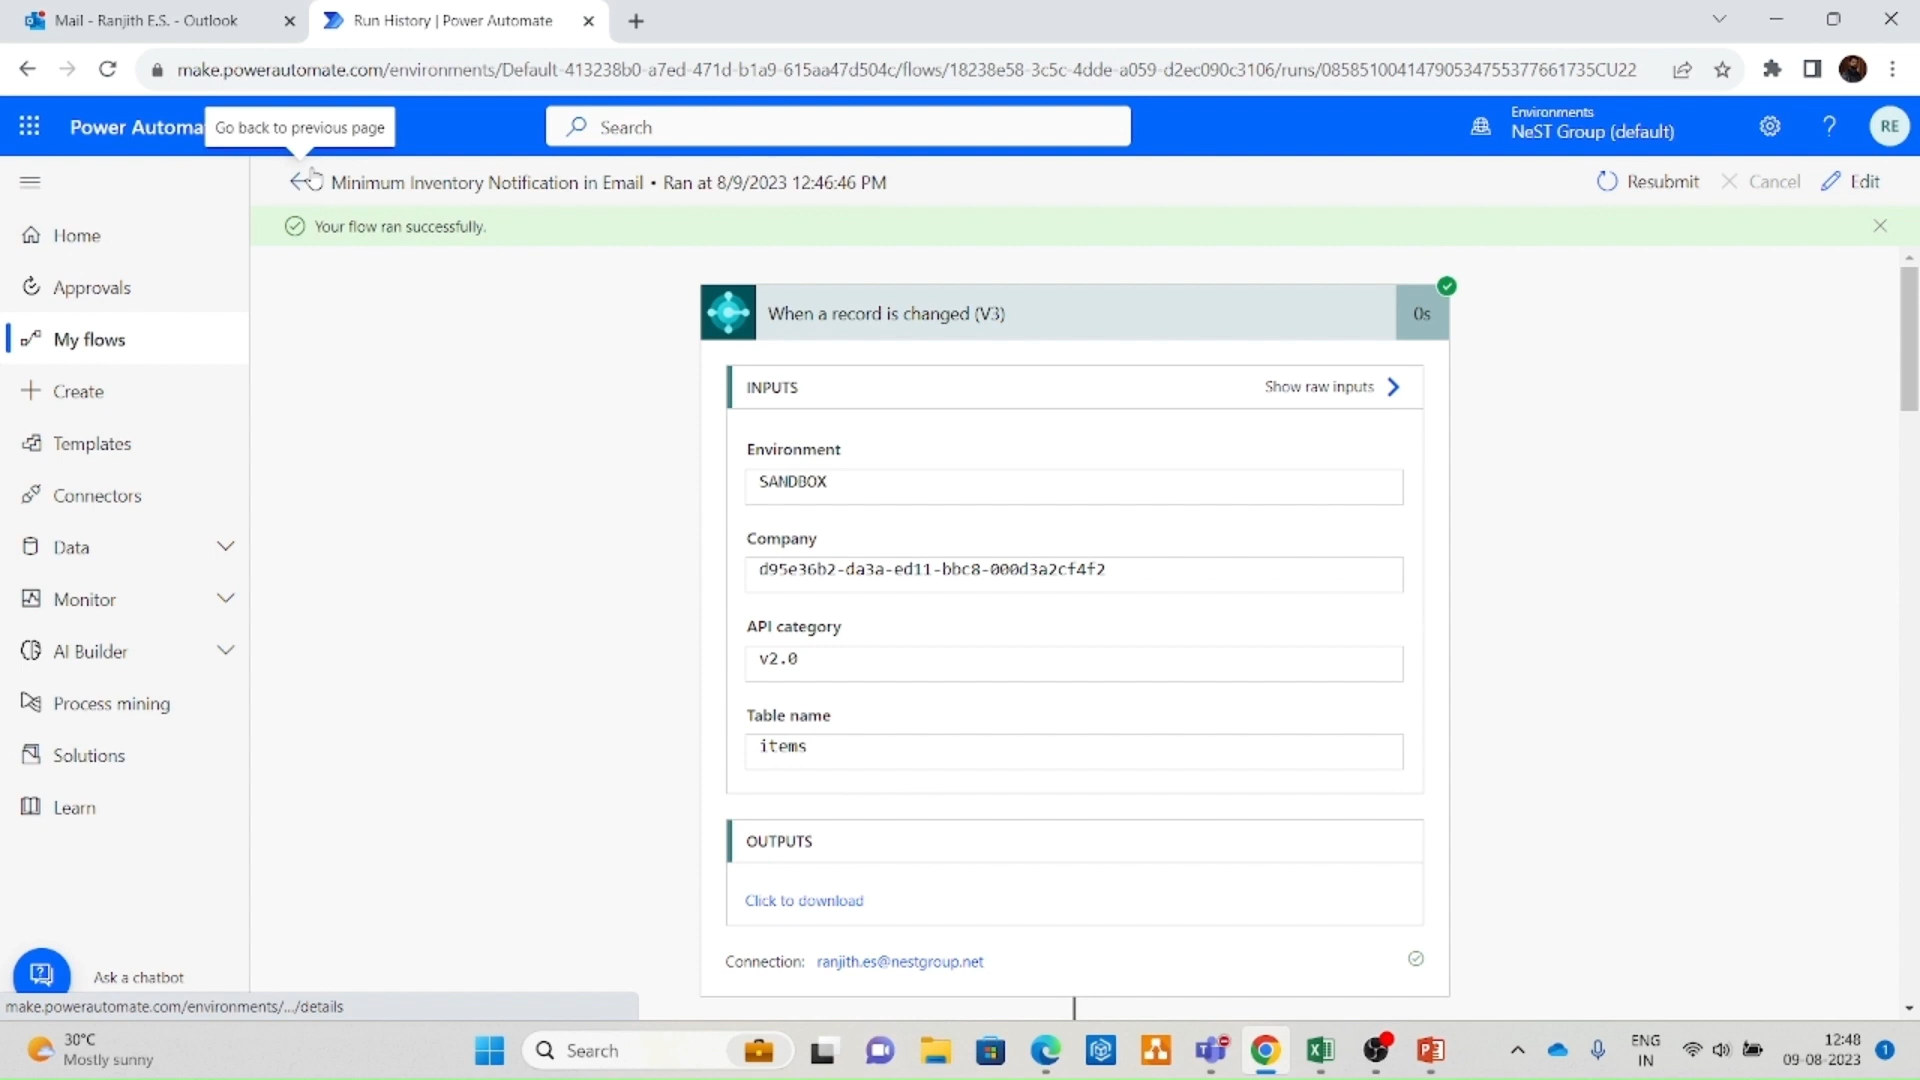 Mail - Ranjith E.S. - Outlook
Run History | Power Automate
make.powerautomate.com/environments/Default-413238b0-a7ed-471d-b1a9-615aa47d504c/flows/18238e58-3c5c-4dde-a059-d2ec090c3106/runs/08585100414790534755377661735CU22
Power Automa
Go back to previous page
Search
Environments
NeST Group (default)
RE
Minimum Inventory Notification in Email • Ran at 8/9/2023 12:46:46 PM
Resubmit
Cancel
Edit
Your flow ran successfully.
Home
Approvals
My flows
Create
Templates
Connectors
Data
Monitor
AI Builder
Process mining
Solutions
Learn
Ask a chatbot
When a record is changed (V3)
0s
INPUTS
Show raw inputs
Environment
SANDBOX
Company
d95e36b2-da3a-ed11-bbc8-000d3a2cf4f2
API category
v2.0
Table name
items
OUTPUTS
Click to download
Connection: ranjith.es@nestgroup.net
make.powerautomate.com/environments/.../details
30°C
Mostly sunny
Search
ENG
IN
12:48
09-08-2023
1